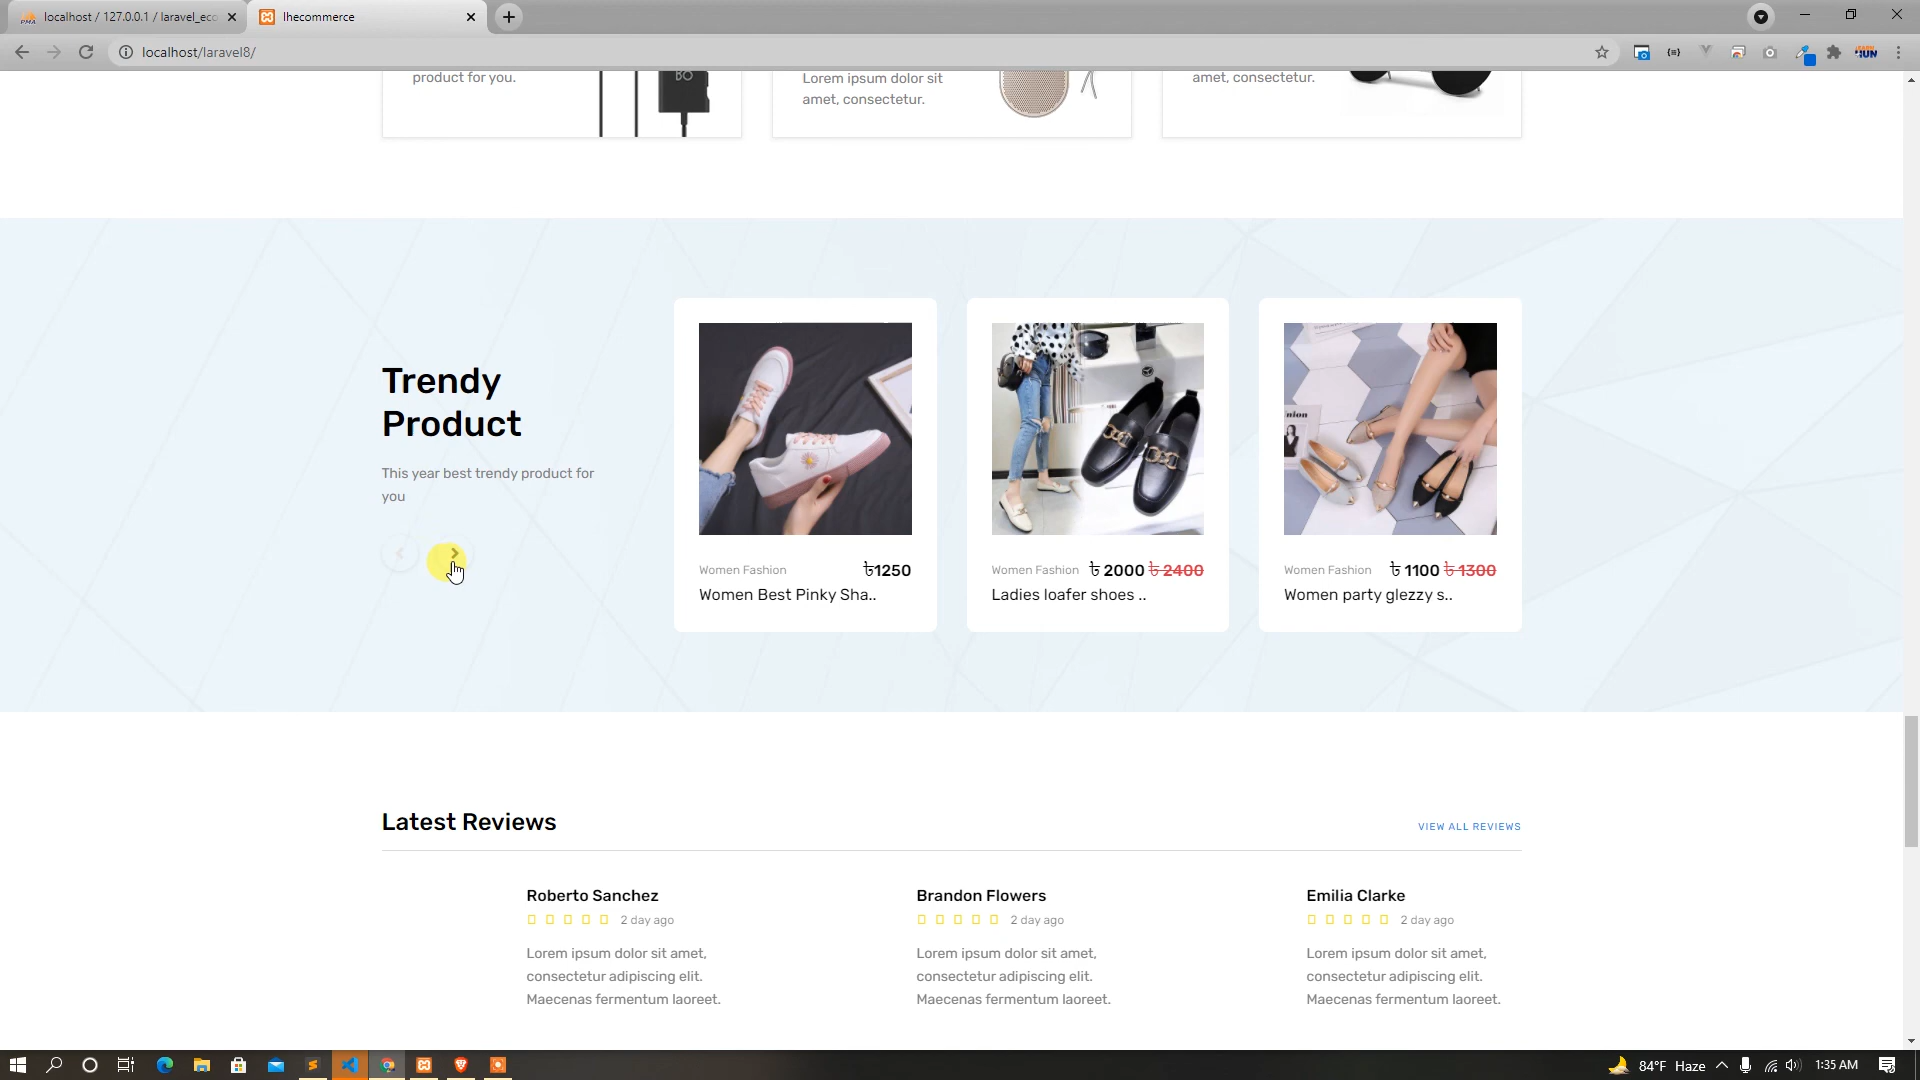 localhost / 127.0.0.1 / laravel_eco
lhecommerce
localhost/laravel8/
product for you.
Lorem ipsum dolor sit
amet, consectetur.
amet, consectetur.
Trendy
Product
This year best trendy product for
you
Women Fashion ৳1250
Women Best Pinky Sha..
Women Fashion ৳ 2000 ৳ 2400
Ladies loafer shoes ..
Women Fashion ৳ 1100 ৳ 1300
Women party glezzy s..
Latest Reviews
VIEW ALL REVIEWS
Roberto Sanchez
2 day ago
Lorem ipsum dolor sit amet,
consectetur adipiscing elit.
Maecenas fermentum laoreet.
Brandon Flowers
2 day ago
Lorem ipsum dolor sit amet,
consectetur adipiscing elit.
Maecenas fermentum laoreet.
Emilia Clarke
2 day ago
Lorem ipsum dolor sit amet,
consectetur adipiscing elit.
Maecenas fermentum laoreet.
84°F Haze
1:35 AM